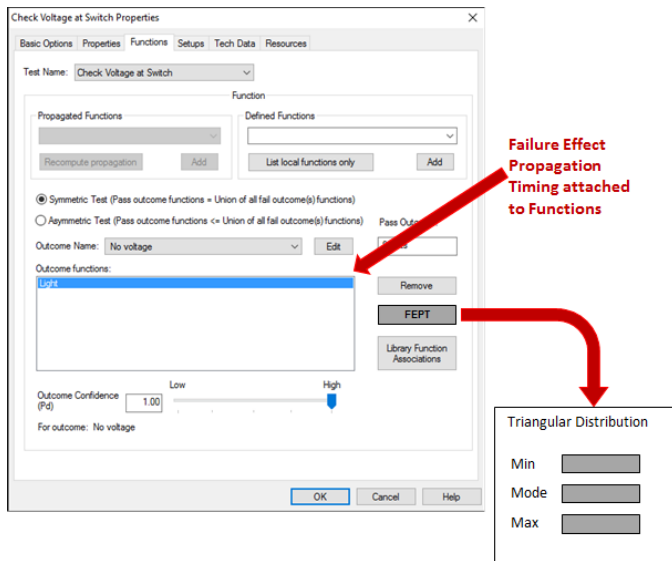 Check Voltage at Switch Properties
Basic Options Properties Functions Setups Tech Data Resources
Test Name: Check Voltage at Switch
Function
Propagated Functions
Defined Functions
Recompute propagation Add
List local functions only Add
Symmetric Test (Pass outcome functions = Union of all fail outcome(s) functions)
Asymmetric Test (Pass outcome functions <= Union of all fail outcome(s) functions)
Outcome Name: No voltage Edit
Outcome functions:
Light
Remove
FEPT
Library Function
Associations
Outcome Confidence
(Pd)
1.00
Low High
For outcome: No voltage
OK Cancel Help
Failure Effect
Propagation
Timing attached
to Functions
Triangular Distribution
Min
Mode
Max